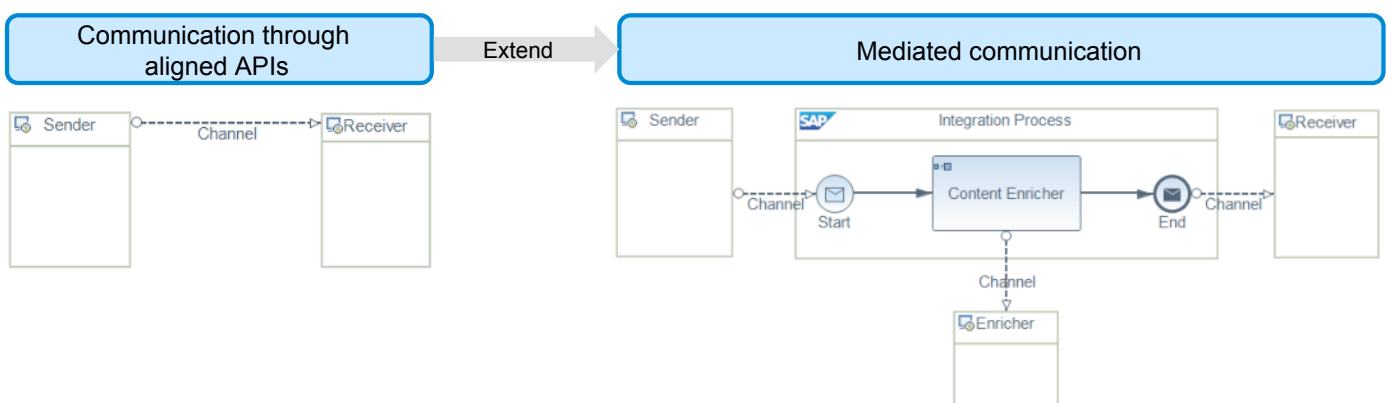 Communication through
aligned APIs
Extend
Mediated communication
Sender
Channel
Receiver
Sender
Channel
SAP
Integration Process
Start
Content Enricher
End
Channel
Receiver
Channel
Enricher